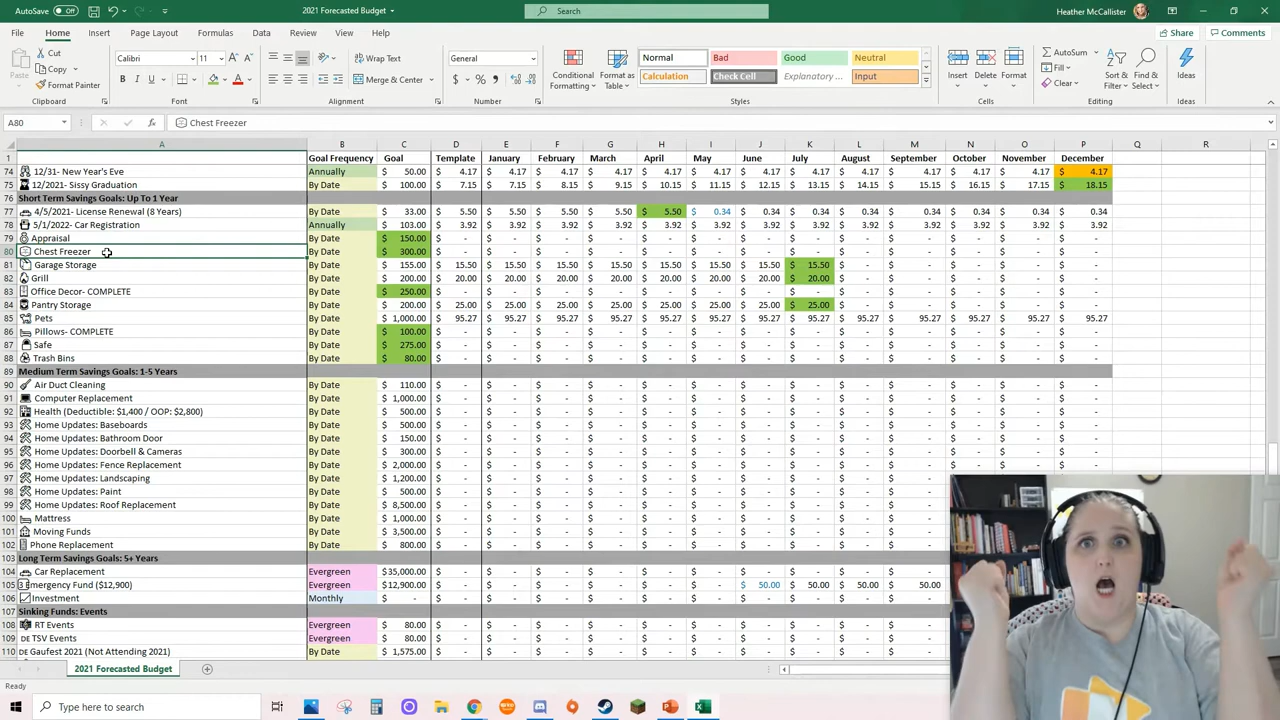 AutoSave Off 2021 Forecasted Budget Search Heather McCallister
File Home Insert Page Layout Formulas Data Review View Help Share Comments
Cut Calibri 11 Wrap Text General Normal Bad Good Neutral AutoSum
Copy Fill
Paste Format Painter B I U Merge & Center $ % Conditional Formatting Format as Table Calculation Check Cell Explanatory ... Input Insert Delete Format Clear Sort & Filter Find & Select Ideas
Clipboard Font Alignment Number Styles Cells Editing Ideas
A80 fx Chest Freezer
A B C D E F G H I J K L M N O P Q R
1 Goal Frequency Goal Template January February March April May June July August September October November December
74 12/31- New Year's Eve Annually $ 50.00 $ 4.17 $ 4.17 $ 4.17 $ 4.17 $ 4.17 $ 4.17 $ 4.17 $ 4.17 $ 4.17 $ 4.17 $ 4.17 $ 4.17 $ 4.17
75 12/2021- Sissy Graduation By Date $ 100.00 $ 7.15 $ 7.15 $ 8.15 $ 9.15 $ 10.15 $ 11.15 $ 12.15 $ 13.15 $ 14.15 $ 15.15 $ 16.15 $ 17.15 $ 18.15
76 Short Term Savings Goals: Up To 1 Year
77 4/5/2021- License Renewal (8 Years) By Date $ 33.00 $ 5.50 $ 5.50 $ 5.50 $ 5.50 $ 5.50 $ 0.34 $ 0.34 $ 0.34 $ 0.34 $ 0.34 $ 0.34 $ 0.34 $ 0.34
78 5/1/2022- Car Registration Annually $ 103.00 $ 3.92 $ 3.92 $ 3.92 $ 3.92 $ 3.92 $ 3.92 $ 3.92 $ 3.92 $ 3.92 $ 3.92 $ 3.92 $ 3.92 $ 3.92
79 Appraisal By Date $ 150.00 $ - $ - $ - $ - $ - $ - $ - $ - $ - $ - $ - $ - $ -
80 Chest Freezer By Date $ 300.00 $ - $ - $ - $ - $ - $ - $ - $ - $ - $ - $ - $ - $ -
81 Garage Storage By Date $ 155.00 $ 15.50 $ 15.50 $ 15.50 $ 15.50 $ 15.50 $ 15.50 $ 15.50 $ 15.50 $ - $ - $ - $ - $ -
82 Grill By Date $ 200.00 $ 20.00 $ 20.00 $ 20.00 $ 20.00 $ 20.00 $ 20.00 $ 20.00 $ 20.00 $ - $ - $ - $ - $ -
83 Office Decor- COMPLETE By Date $ 250.00 $ - $ - $ - $ - $ - $ - $ - $ - $ - $ - $ - $ - $ -
84 Pantry Storage By Date $ 200.00 $ 25.00 $ 25.00 $ 25.00 $ 25.00 $ 25.00 $ 25.00 $ 25.00 $ 25.00 $ - $ - $ - $ - $ -
85 Pets By Date $ 1,000.00 $ 95.27 $ 95.27 $ 95.27 $ 95.27 $ 95.27 $ 95.27 $ 95.27 $ 95.27 $ 95.27 $ 95.27 $ 95.27 $ 95.27 $ 95.27
86 Pillows- COMPLETE By Date $ 100.00 $ - $ - $ - $ - $ - $ - $ - $ - $ - $ - $ - $ - $ -
87 Safe By Date $ 275.00 $ - $ - $ - $ - $ - $ - $ - $ - $ - $ - $ - $ - $ -
88 Trash Bins By Date $ 80.00 $ - $ - $ - $ - $ - $ - $ - $ - $ - $ - $ - $ - $ -
89 Medium Term Savings Goals: 1-5 Years
90 Air Duct Cleaning By Date $ 110.00 $ - $ - $ - $ - $ - $ - $ - $ - $ - $ - $ - $ - $ -
91 Computer Replacement By Date $ 1,000.00 $ - $ - $ - $ - $ - $ - $ - $ - $ - $ - $ - $ - $ -
92 Health (Deductible: $1,400 / OOP: $2,800) By Date $ 500.00 $ - $ - $ - $ - $ - $ - $ - $ - $ - $ - $ - $ - $ -
93 Home Updates: Baseboards By Date $ 500.00 $ - $ - $ - $ - $ - $ - $ - $ - $ - $ - $ - $ - $ -
94 Home Updates: Bathroom Door By Date $ 150.00 $ - $ - $ - $ - $ - $ - $ - $ - $ - $ - $ - $ - $ -
95 Home Updates: Doorbell & Cameras By Date $ 300.00 $ - $ - $ - $ - $ - $ - $ - $ - $ - $ - $ - $ - $ -
96 Home Updates: Fence Replacement By Date $ 2,000.00 $ - $ - $ - $ - $ - $ - $ - $ - $ - $ - $ - $ - $ -
97 Home Updates: Landscaping By Date $ 1,200.00 $ - $ - $ - $ - $ - $ - $ - $ - $ -
98 Home Updates: Paint By Date $ 500.00 $ - $ - $ - $ - $ - $ - $ - $ - $ -
99 Home Updates: Roof Replacement By Date $ 8,500.00 $ - $ - $ - $ - $ - $ - $ - $ - $ -
100 Mattress By Date $ 1,000.00 $ - $ - $ - $ - $ - $ - $ - $ - $ -
101 Moving Funds By Date $ 3,500.00 $ - $ - $ - $ - $ - $ - $ - $ - $ -
102 Phone Replacement By Date $ 800.00 $ - $ - $ - $ - $ - $ - $ - $ - $ -
103 Long Term Savings Goals: 5+ Years
104 Car Replacement Evergreen $35,000.00 $ - $ - $ - $ - $ - $ - $ - $ - $ - $ -
105 Emergency Fund ($12,900) Evergreen $12,900.00 $ - $ - $ - $ - $ - $ - $ 50.00 $ 50.00 $ 50.00 $ 50.00
106 Investment Monthly $ - $ - $ - $ - $ - $ - $ - $ - $ - $ - $ -
107 Sinking Funds: Events
108 RT Events Evergreen $ 80.00 $ - $ - $ - $ - $ - $ - $ - $ - $ - $ -
109 DE TSV Events Evergreen $ 80.00 $ - $ - $ - $ - $ - $ - $ - $ - $ - $ -
110 DE Gaufest 2021 (Not Attending 2021) By Date $ 1,575.00 $ - $ - $ - $ - $ - $ - $ - $ - $ - $ -
2021 Forecasted Budget
Ready
Type here to search